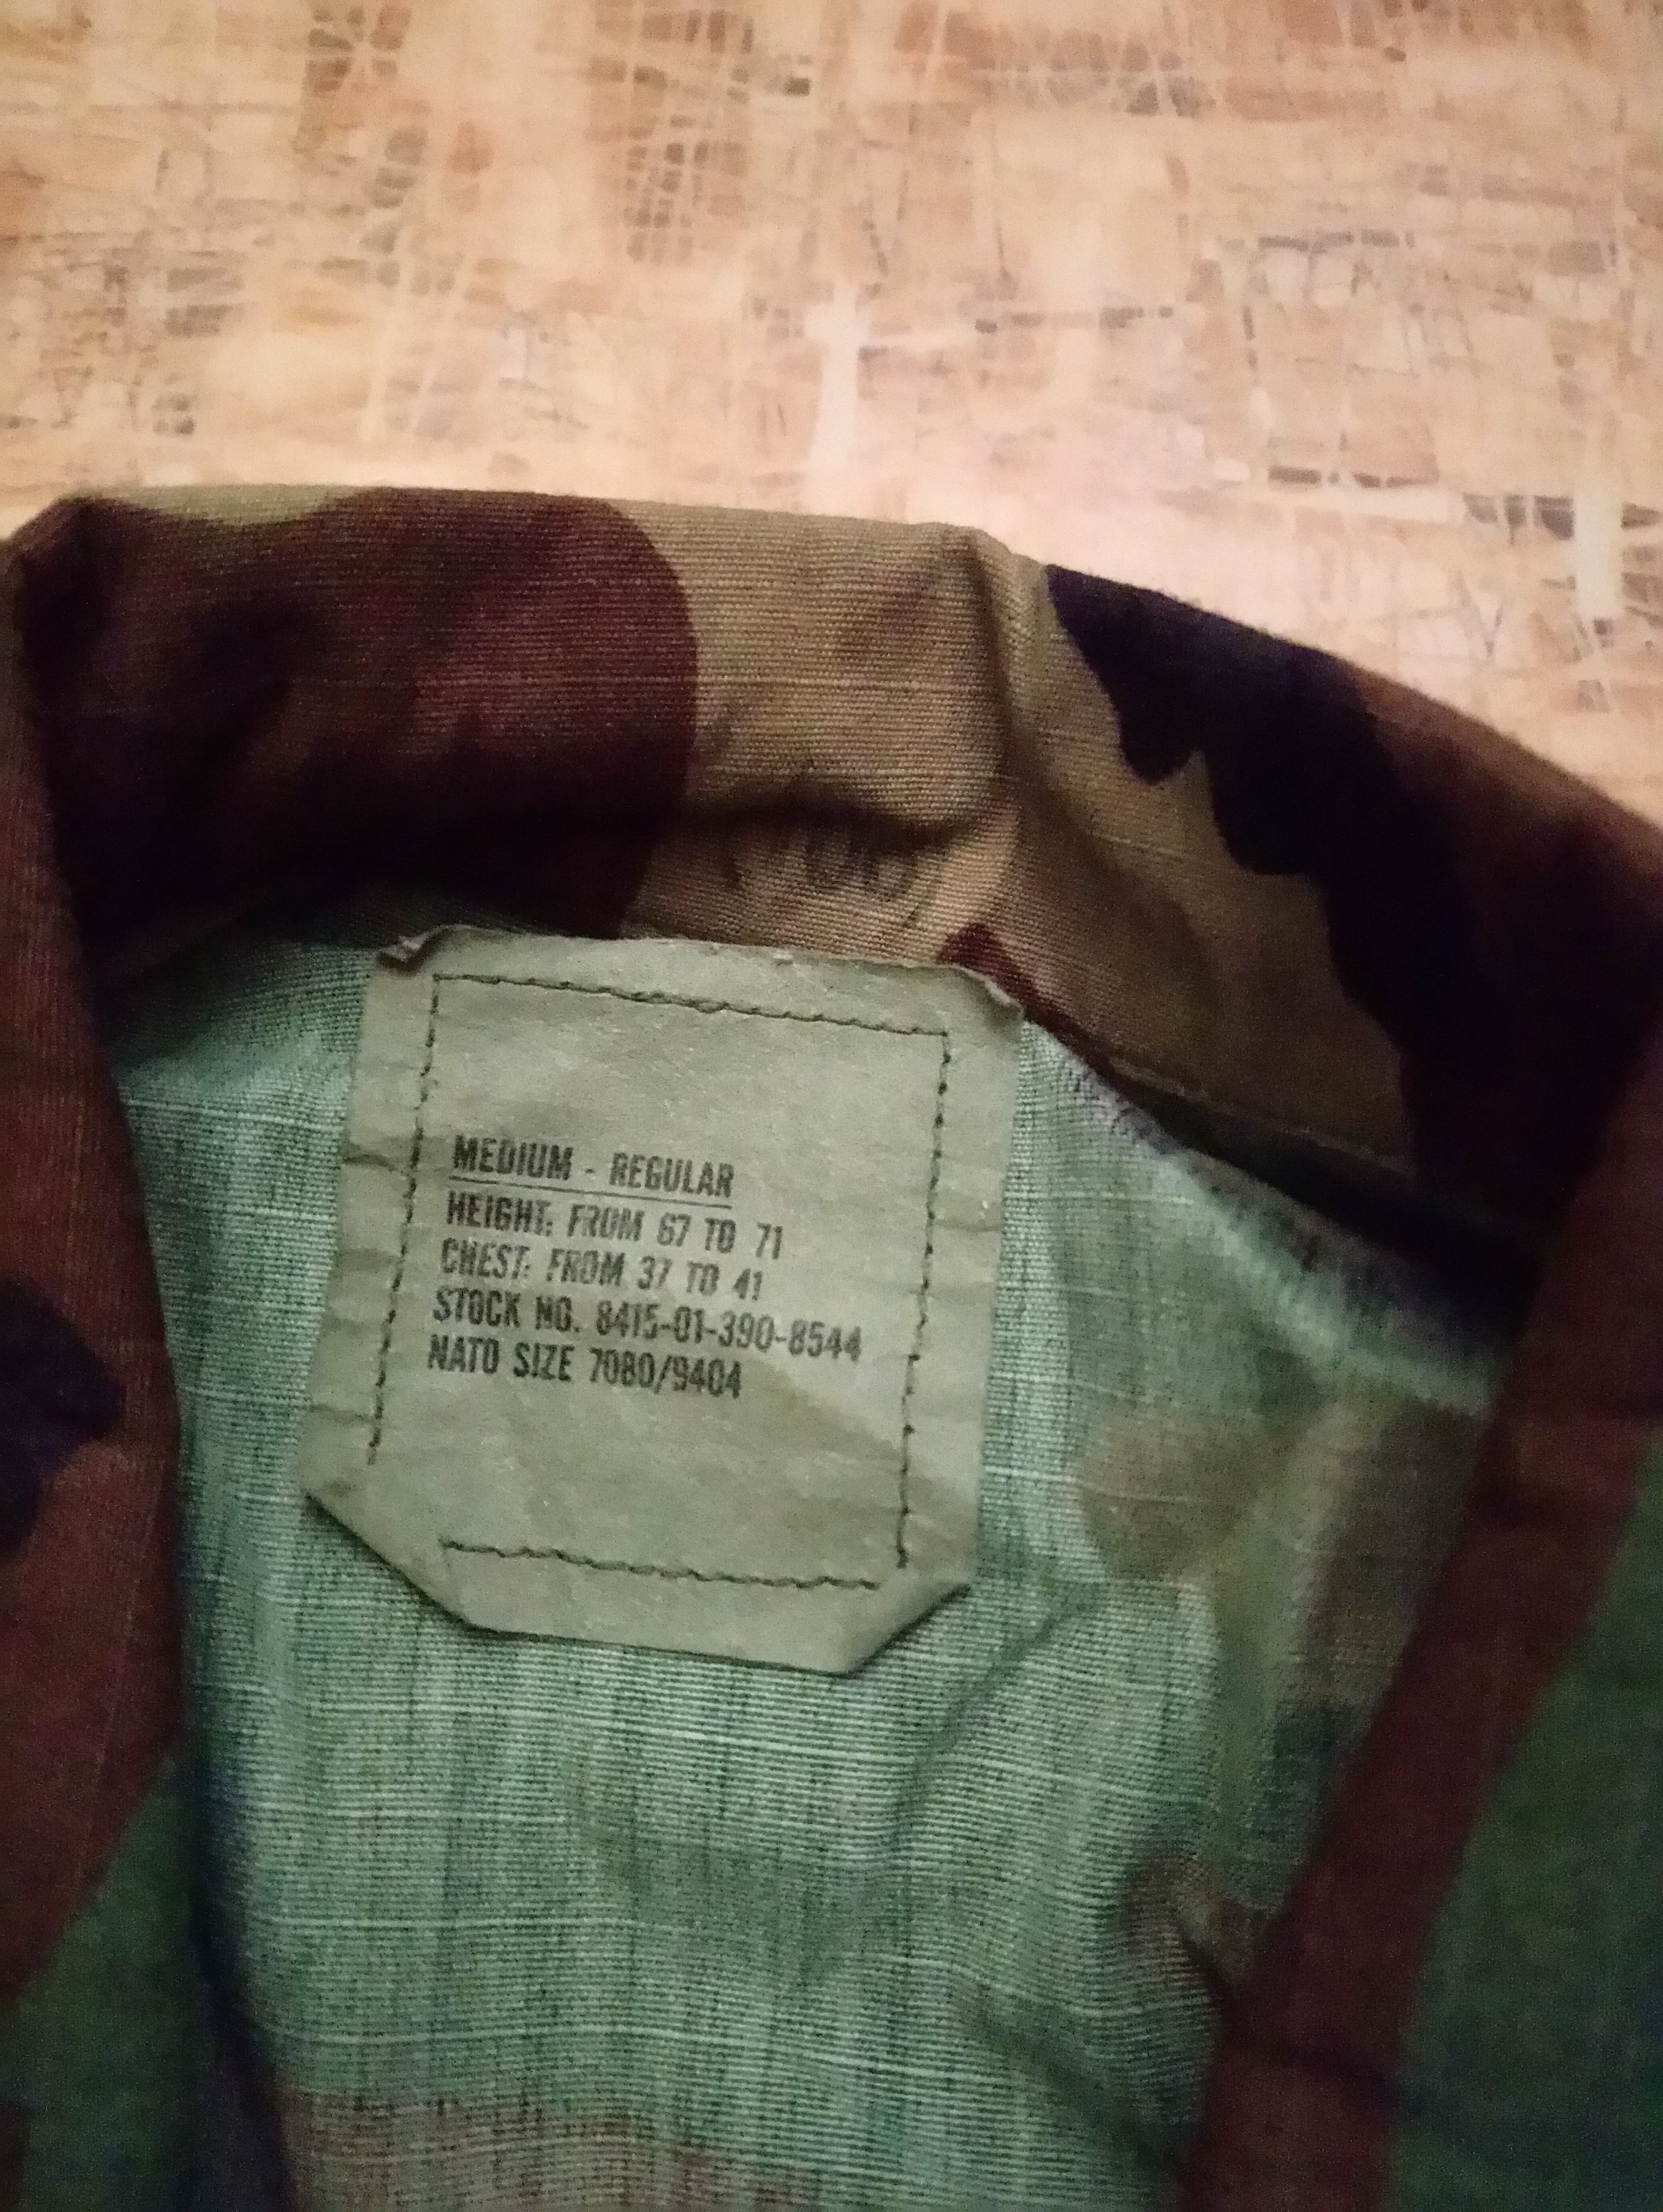 MEDIUM - REGULAR
HEIGHT: FROM 67 TO 71
CHEST: FROM 37 TO 41
STOCK NO. 8415-01-390-8544
NATO SIZE 7080/9404